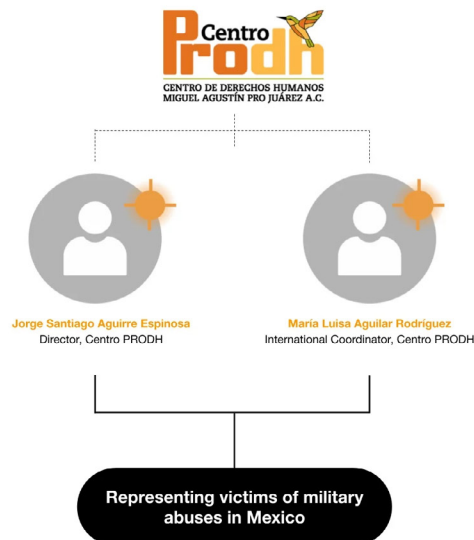 Centro
Prodh
CENTRO DE DERECHOS HUMANOS
MIGUEL AGUSTÍN PRO JUÁREZ A.C.
Jorge Santiago Aguirre Espinosa
Director, Centro PRODH
María Luisa Aguilar Rodríguez
International Coordinator, Centro PRODH
Representing victims of military
abuses in Mexico